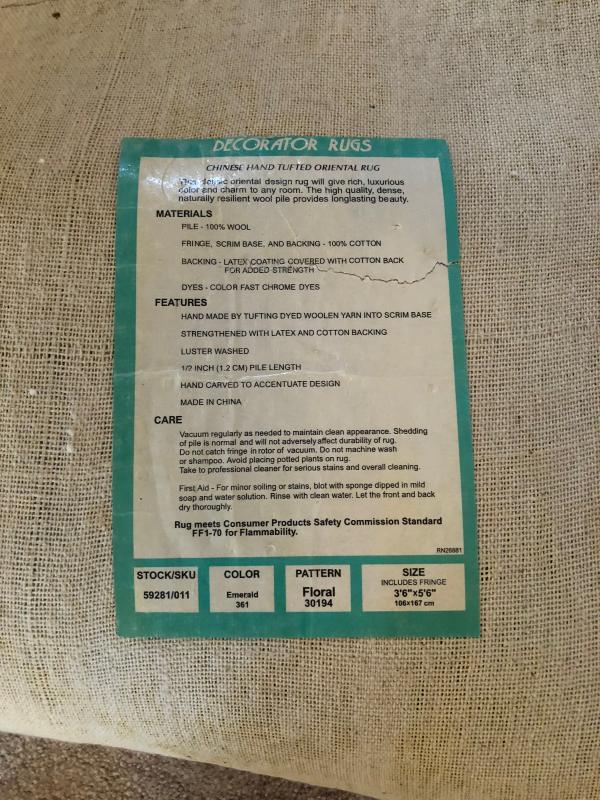 DECORATOR RUGS
CHINESE HAND TUFTED ORIENTAL RUG
classic oriental design rug will give rich, luxurious
color and charm to any room. The high quality, dense,
naturally resilient wool pile provides longlasting beauty.
MATERIALS
PILE - 100% WOOL
FRINGE, SCRIM BASE, AND BACKING - 100% COTTON
BACKING - LATEX COATING COVERED WITH COTTON BACK
FOR ADDED STRENGTH
DYES - COLOR FAST CHROME DYES
FEATURES
HAND MADE BY TUFTING DYED WOOLEN YARN INTO SCRIM BASE
STRENGTHENED WITH LATEX AND COTTON BACKING
LUSTER WASHED
1/2 INCH (1.2 CM) PILE LENGTH
HAND CARVED TO ACCENTUATE DESIGN
MADE IN CHINA
CARE
Vacuum regularly as needed to maintain clean appearance. Shedding
of pile is normal and will not adversely affect durability of rug.
Do not catch fringe in rotor of vacuum. Do not machine wash
or shampoo. Avoid placing potted plants on rug.
Take to professional cleaner for serious stains and overall cleaning.
First Aid - For minor soiling or stains, blot with sponge dipped in mild
soap and water solution. Rinse with clean water. Let the front and back
dry thoroughly.
Rug meets Consumer Products Safety Commission Standard
FF1-70 for Flammability.
RN26881
STOCK/SKU
59281/011
COLOR
Emerald
361
PATTERN
Floral
30194
SIZE
INCLUDES FRINGE
3'6"x5'6"
106x167 cm